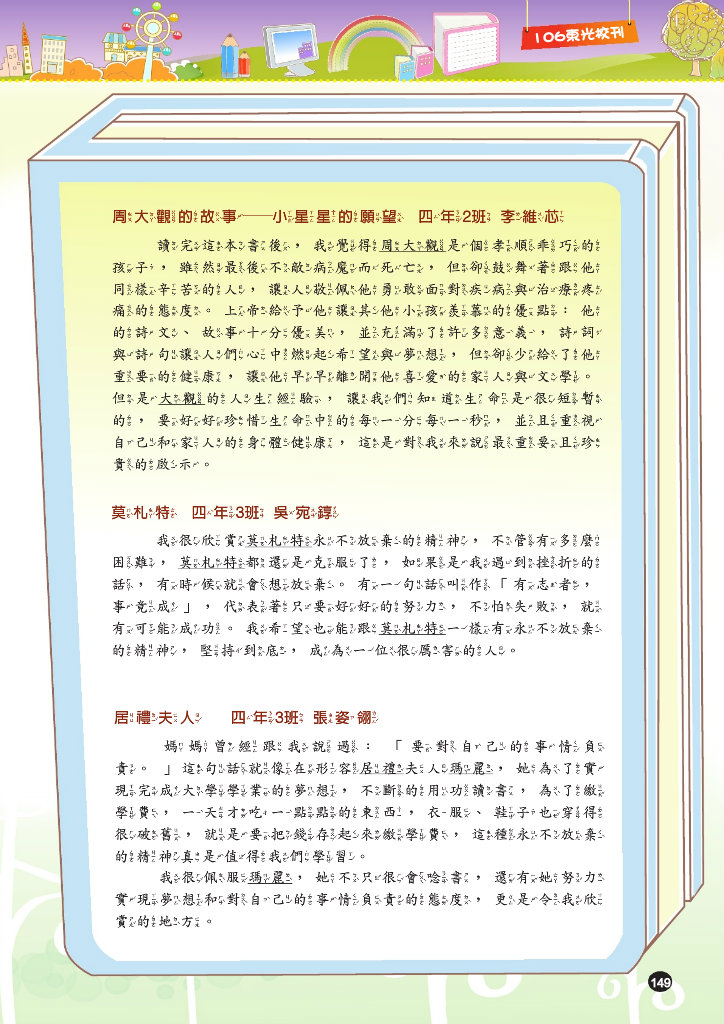 106東光校刊
周大觀的故事──小星星的願望 四年2班 李維芯
讀完這本書後，我覺得周大觀是個孝順乖巧的
孩子，雖然最後不敵病魔而死亡，但卻鼓舞著跟他
同樣辛苦的人，讓人敬佩他勇敢面對疾病與治療疼
痛的態度。上帝給予他讓其他小孩羨慕的優點：他
的詩文、故事十分優美，並充滿了許多意義，詩詞
與詩句讓人們心中燃起希望與夢想，但卻少給了他
重要的健康，讓他早早離開他喜愛的家人與文學。
但是大觀的人生經驗，讓我們知道生命是很短暫
的，要好好珍惜生命中的每一分每一秒，並且重視
自己和家人的身體健康，這是對我來說最重要且珍
貴的啟示。
莫札特 四年3班 吳宛錞
我很欣賞莫札特永不放棄的精神，不管有多麼
困難，莫札特都還是克服了，如果是我遇到挫折的
話，有時候就會想放棄。有一句話叫作「有志者，
事竟成」，代表著只要好好的努力，不怕失敗，就
有可能成功。我希望也能跟莫札特一樣有永不放棄
的精神，堅持到底，成為一位很厲害的人。
居禮夫人 四年3班 張姿翎
媽媽曾經跟我說過：「要對自己的事情負
責。」這句話就像在形容居禮夫人瑪麗，她為了實
現完成大學學業的夢想，不斷的用功讀書，為了繳
學費，一天才吃一點點的東西，衣服、鞋子也穿得
很破舊，就是要把錢存起來繳學費，這種永不放棄
的精神真是值得我們學習。
我很佩服瑪麗，她不只很會唸書，還有她努力
實現夢想和對自己的事情負責的態度，更是令我欣
賞的地方。
149